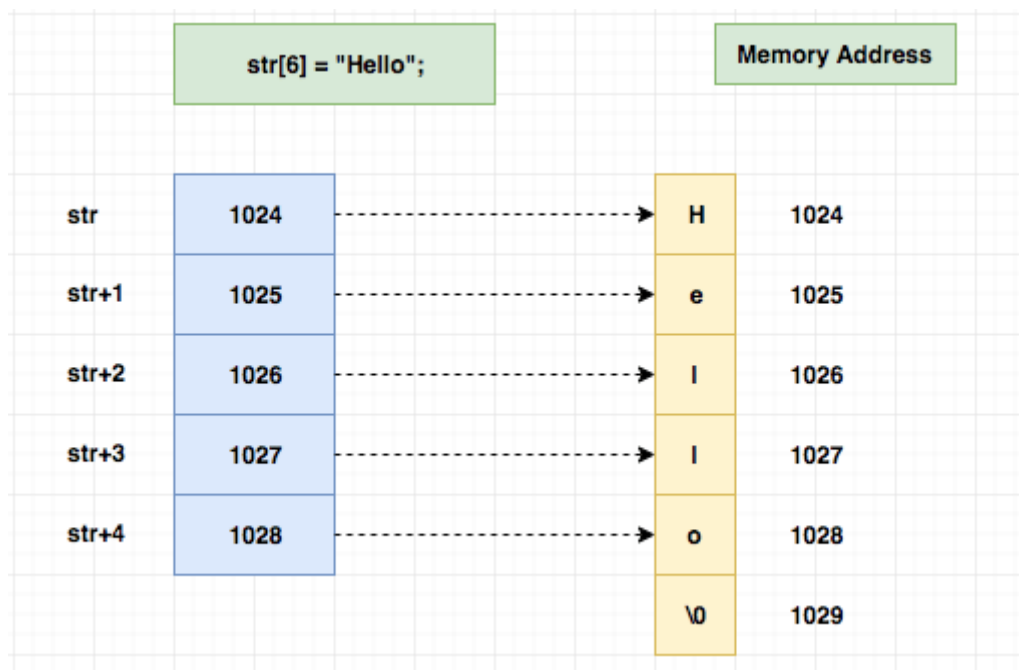 str[6] = "Hello";
Memory Address
str 1024 H 1024
str+1 1025 e 1025
str+2 1026 l 1026
str+3 1027 l 1027
str+4 1028 o 1028
\0 1029